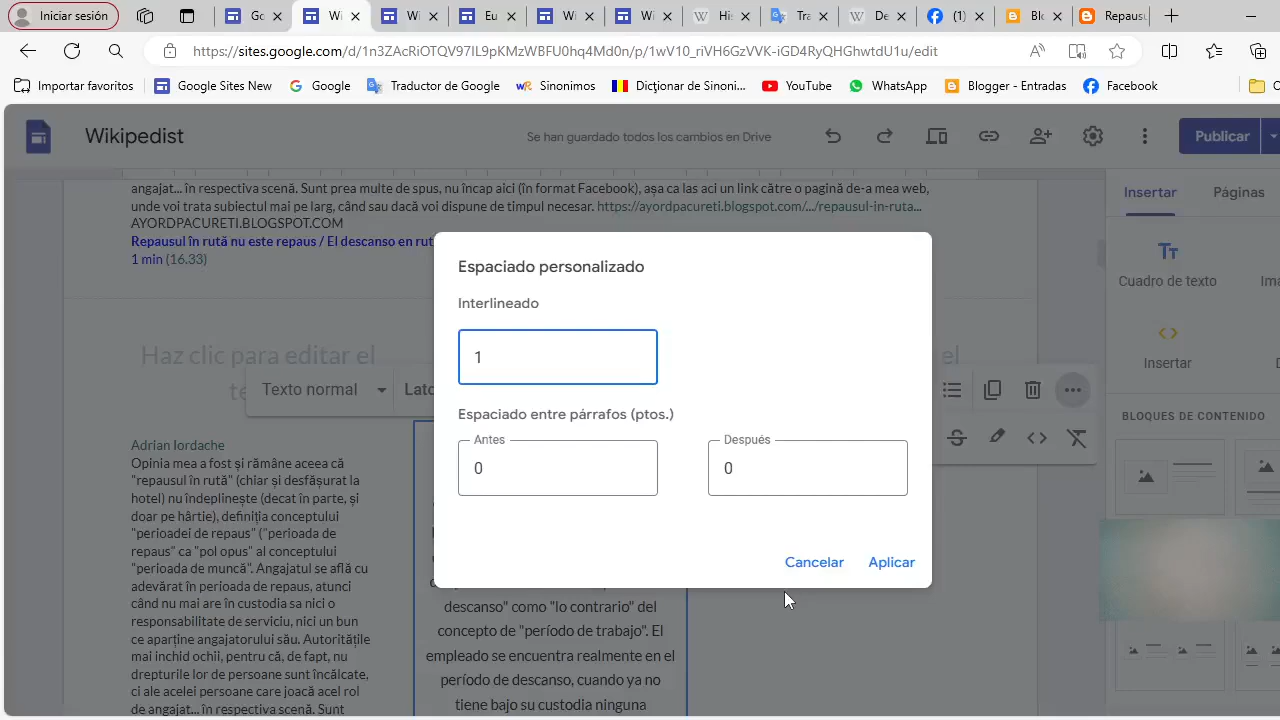 Iniciar sesión
Go
Wi
Wi
Eu
Wi
Wi
His
Tra
De
(1)
Blo
Repausu
https://sites.google.com/d/1n3ZAcRiOTQV97IL9pKMzWBFU0hq4Md0n/p/1wV10_riVH6GzVVK-iGD4RyQHGhwtdU1u/edit
Importar favoritos
Google Sites New
Google
Traductor de Google
Sinonimos
Dicționar de Sinoni...
YouTube
WhatsApp
Blogger - Entradas
Facebook
Wikipedist
Se han guardado todos los cambios en Drive
Publicar
angajat... în respectiva scenă. Sunt prea multe de spus, nu încap aici (în format Facebook), așa ca las aci un link către o pagină de-a mea web,
unde voi trata subiectul mai pe larg, când sau dacă voi dispune de timpul necesar. https://ayordpacureti.blogspot.com/.../repausul-in-ruta...
AYORDPACURETI.BLOGSPOT.COM
Repausul în rută nu este repaus / El descanso en rut
1 min (16.33)
Insertar
Páginas
Cuadro de texto
Insertar
BLOQUES DE CONTENIDO
Haz clic para editar el
el
Texto normal
Lato
Espaciado personalizado
Interlineado
1
Espaciado entre párrafos (ptos.)
Antes
0
Después
0
Cancelar
Aplicar
Adrian Iordache
Opinia mea a fost și rămâne aceea că
"repausul în rută" (chiar și desfășurat la
hotel) nu îndeplinește (decat în parte, și
doar pe hârtie), definiția conceptului
"perioadei de repaus" ("perioada de
repaus" ca "pol opus" al conceptului
"perioada de muncă". Angajatul se află cu
adevărat în perioada de repaus, atunci
când nu mai are în custodia sa nici o
responsabilitate de serviciu, nici un bun
ce aparține angajatorului său. Autoritățile
mai inchid ochii, pentru că, de fapt, nu
drepturile lor de persoane sunt încălcate,
ci ale acelei persoane care joacă acel rol
de angajat... în respectiva scenă. Sunt
descanso" como "lo contrario" del
concepto de "período de trabajo". El
empleado se encuentra realmente en el
período de descanso, cuando ya no
tiene bajo su custodia ninguna